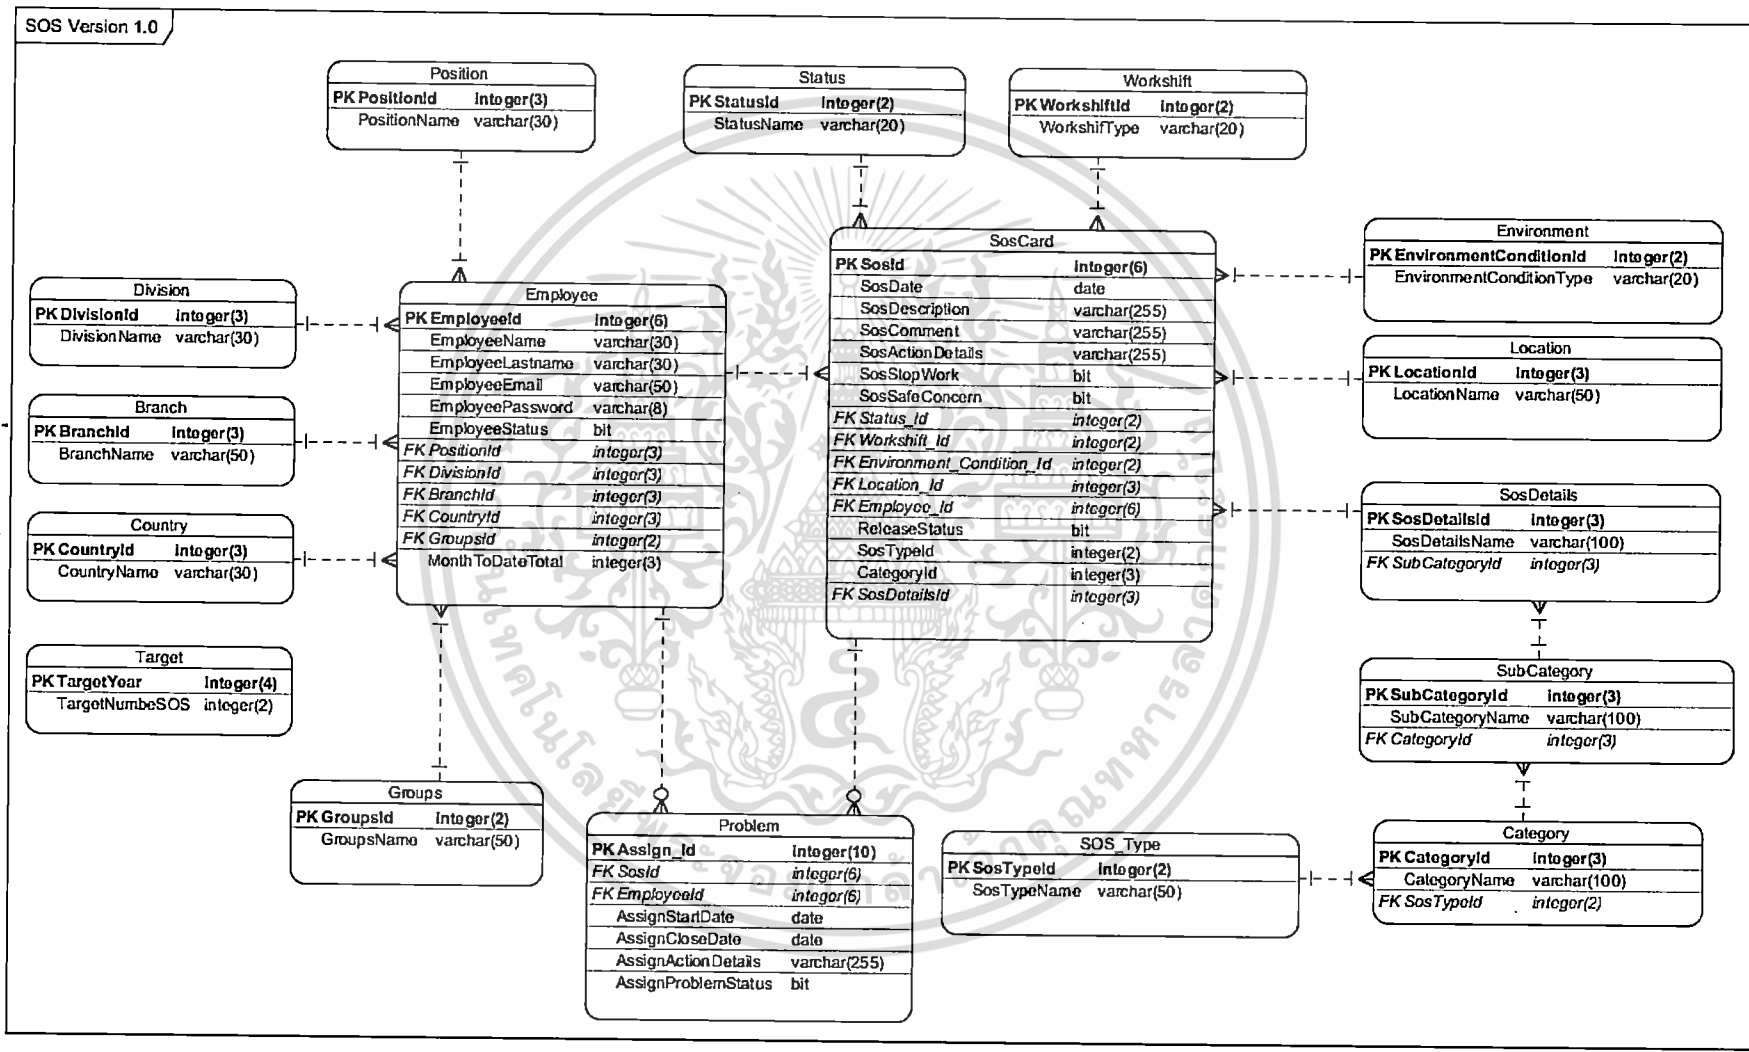 SOS Version 1.0
Position
PK PositionId Integer(3)
PositionName varchar(30)
Status
PK StatusId Integer(2)
StatusName varchar(20)
Workshift
PK WorkshiftId Integer(2)
WorkshifType varchar(20)
Division
PK DivisionId Integer(3)
DivisionName varchar(30)
Branch
PK BranchId Integer(3)
BranchName varchar(50)
Country
PK CountryId Integer(3)
CountryName varchar(30)
Target
PK TargetYear Integer(4)
TargetNumbeSOS integer(2)
Employee
PK EmployeeId Integer(6)
EmployeeName varchar(30)
EmployeeLastname varchar(30)
EmployeeEmail varchar(50)
EmployeePassword varchar(8)
EmployeeStatus bit
FK PositionId integer(3)
FK DivisionId integer(3)
FK BranchId integer(3)
FK CountryId integer(3)
FK GroupsId integer(2)
MonthToDateTotal integer(3)
SosCard
PK SosId Integer(6)
SosDate date
SosDescription varchar(255)
SosComment varchar(255)
SosActionDetails varchar(255)
SosStopWork bit
SosSafeConcern bit
FK Status_Id integer(2)
FK Workshift_Id integer(2)
FK Environment_Condition_Id integer(2)
FK Location_Id integer(3)
FK Employee_Id integer(6)
ReleaseStatus bit
SosTypeId integer(2)
CategoryId integer(3)
FK SosDetailsId integer(3)
Environment
PK EnvironmentConditionId Integer(2)
EnvironmentConditionType varchar(20)
Location
PK LocationId Integer(3)
LocationName varchar(50)
SosDetails
PK SosDetailsId Integer(3)
SosDetailsName varchar(100)
FK SubCategoryId integer(3)
SubCategory
PK SubCategoryId Integer(3)
SubCategoryName varchar(100)
FK CategoryId integer(3)
Groups
PK GroupsId Integer(2)
GroupsName varchar(50)
Problem
PK Assign_Id Integer(10)
FK SosId integer(6)
FK EmployeeId integer(6)
AssignStartDate date
AssignCloseDate date
AssignActionDetails varchar(255)
AssignProblemStatus bit
SOS_Type
PK SosTypeId Integer(2)
SosTypeName varchar(50)
Category
PK CategoryId Integer(3)
CategoryName varchar(100)
FK SosTypeId integer(2)